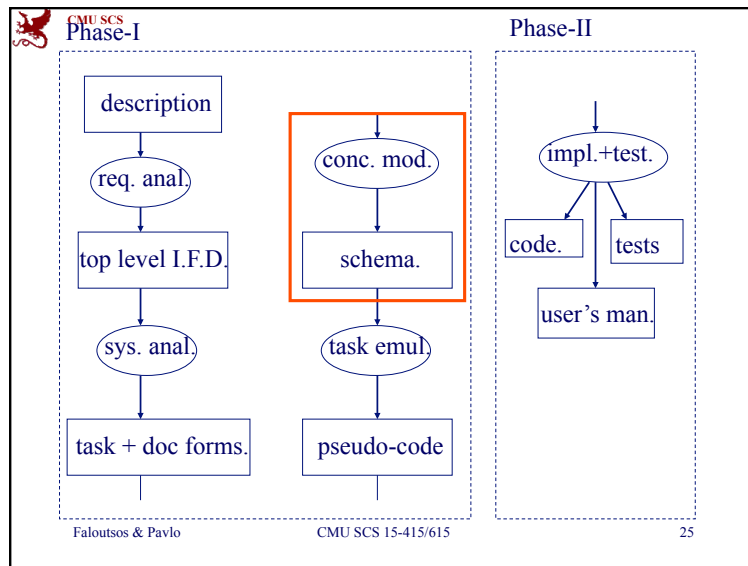 CMU SCS
Phase-I
description
req. anal.
top level I.F.D.
sys. anal.
task + doc forms.
conc. mod.
schema.
task emul.
pseudo-code
Phase-II
impl.+test.
code.
tests
user's man.
Faloutsos & Pavlo
CMU SCS 15-415/615
25